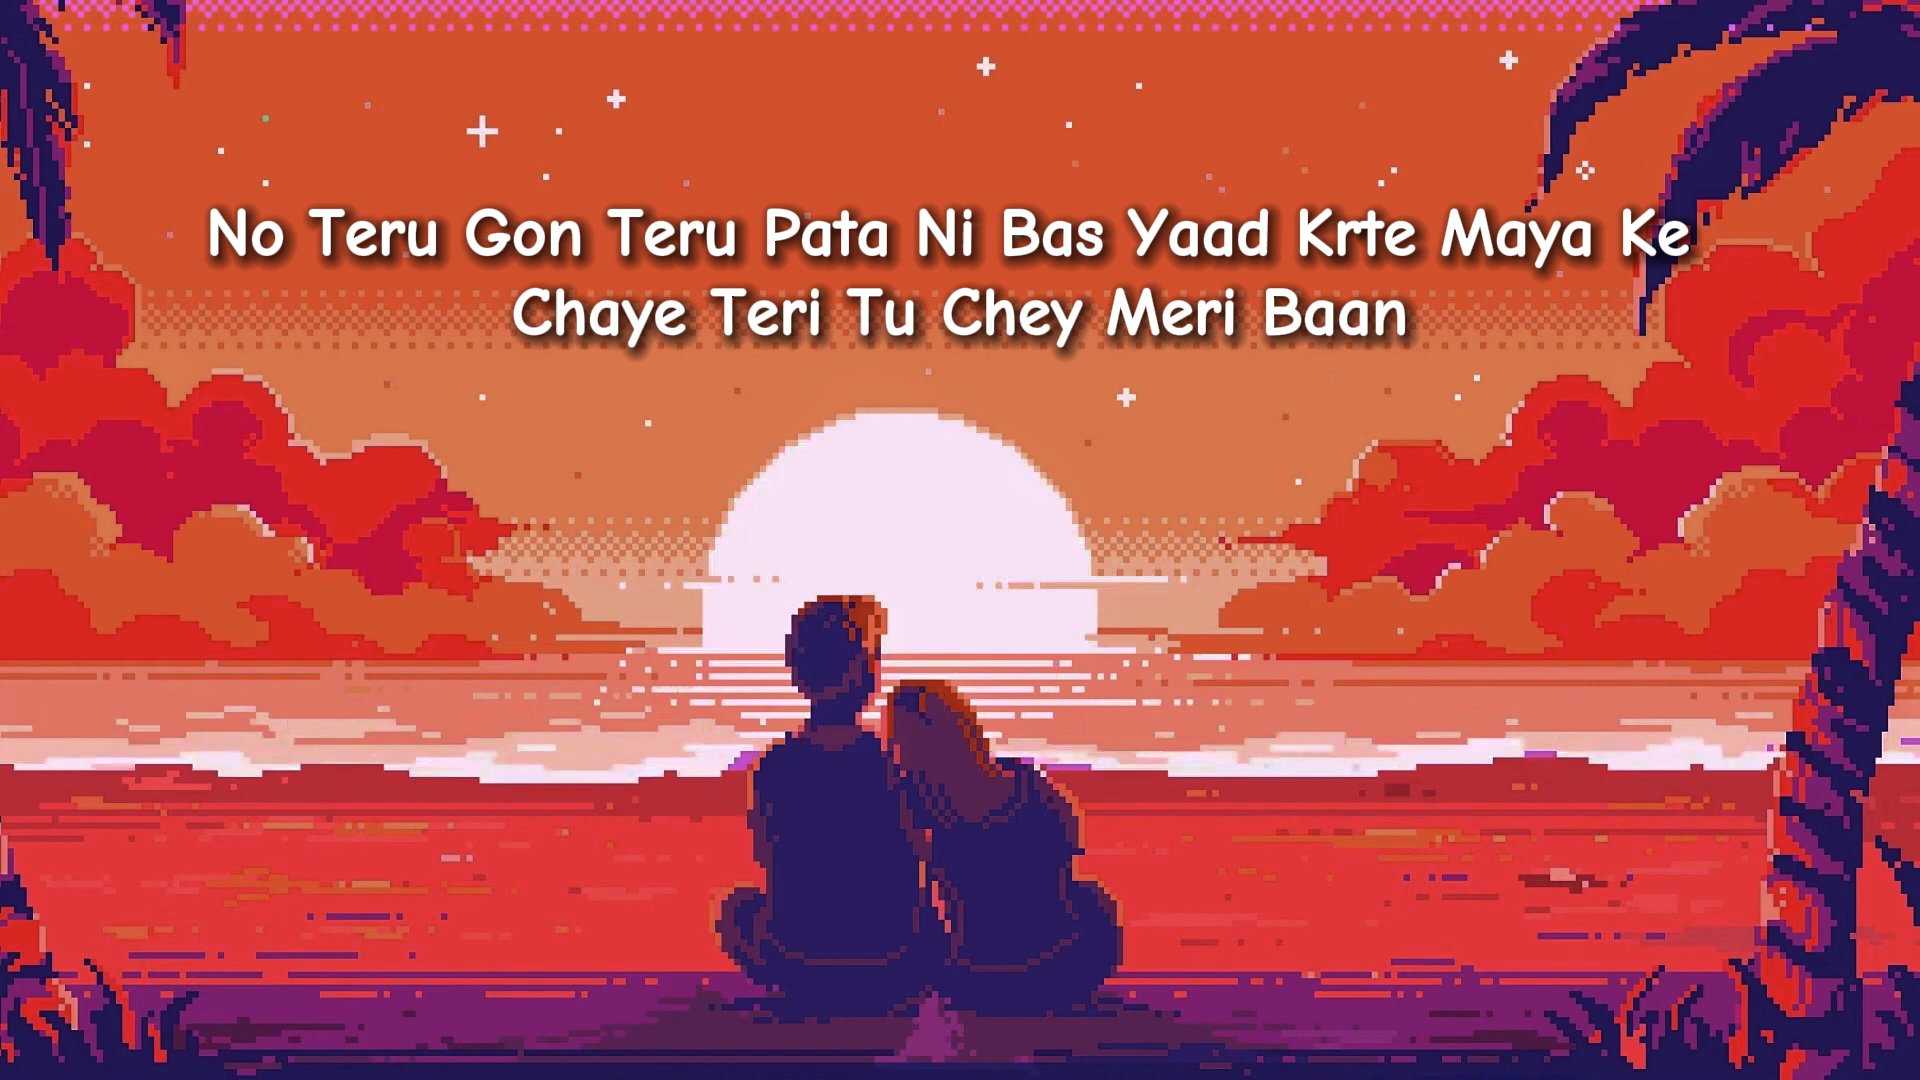 No Teru Gon Teru Pata Ni Bas Yaad Krte Maya Ke
Chaye Teri Tu Chey Meri Baan